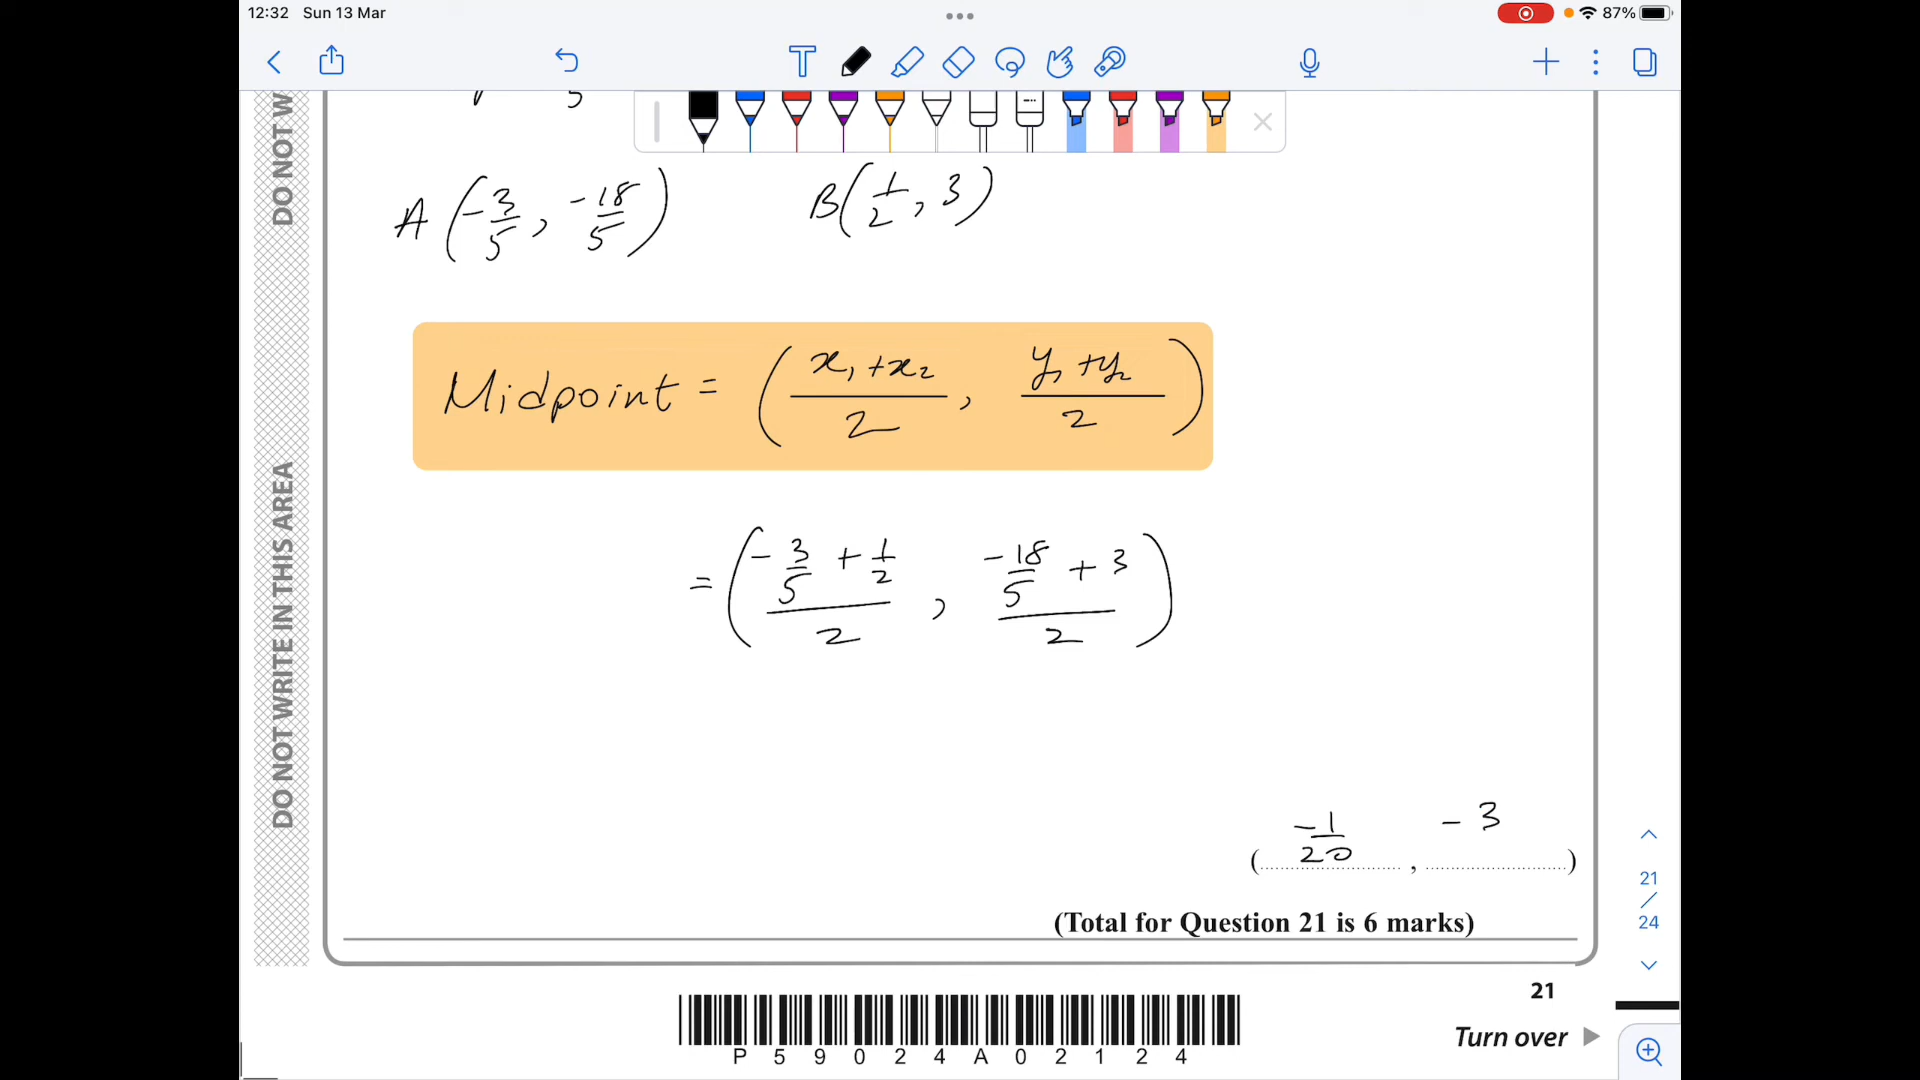 12:32 Sun 13 Mar
87%
T
5
A (-3/5, -18/5) B(1/2, 3)
Midpoint = (x₁+x₂/2, y₁+y₂/2)
= (-3/5 + 1/2 / 2, -18/5 + 3 / 2)
(-1/20, -3)
(Total for Question 21 is 6 marks)
DO NOT W
DO NOT WRITE IN THIS AREA
21
/
24
21
Turn over
P 5 9 0 2 4 A 0 2 1 2 4